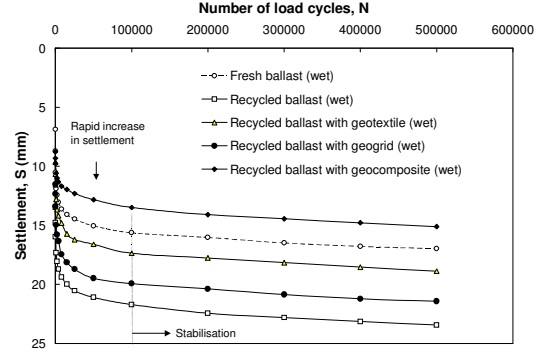 Number of load cycles, N
0 100000 200000 300000 400000 500000 600000
0
5
10
15
20
25
Settlement, S (mm)
Fresh ballast (wet)
Recycled ballast (wet)
Recycled ballast with geotextile (wet)
Recycled ballast with geogrid (wet)
Recycled ballast with geocomposite (wet)
Rapid increase
in settlement
Stabilisation